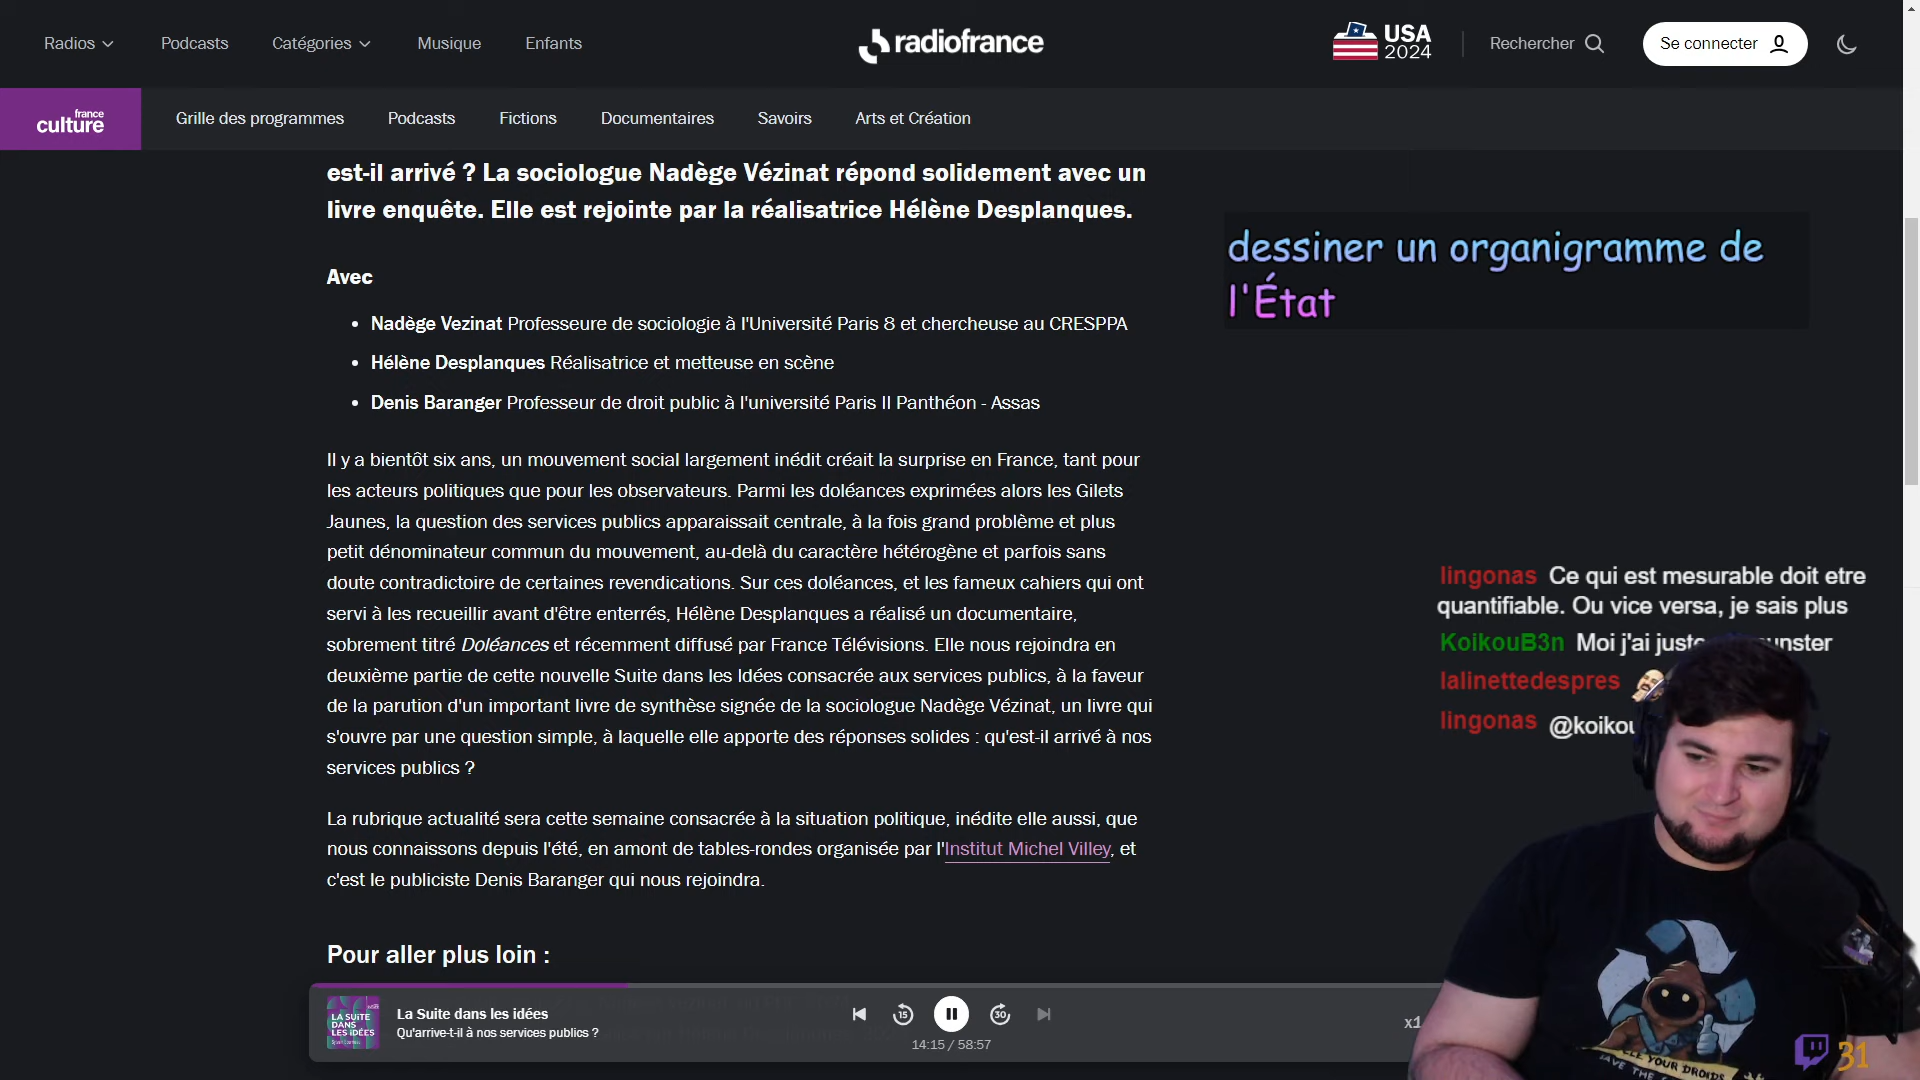 Radios Podcasts Catégories Musique Enfants radiofrance USA 2024 Rechercher Se connecter
france culture Grille des programmes Podcasts Fictions Documentaires Savoirs Arts et Création
est-il arrivé ? La sociologue Nadège Vézinat répond solidement avec un
livre enquête. Elle est rejointe par la réalisatrice Hélène Desplanques.
dessiner un organigramme de
l'État
Avec
Nadège Vezinat Professeure de sociologie à l'Université Paris 8 et chercheuse au CRESPPA
Hélène Desplanques Réalisatrice et metteuse en scène
Denis Baranger Professeur de droit public à l'université Paris II Panthéon - Assas
Il y a bientôt six ans, un mouvement social largement inédit créait la surprise en France, tant pour
les acteurs politiques que pour les observateurs. Parmi les doléances exprimées alors les Gilets
Jaunes, la question des services publics apparaissait centrale, à la fois grand problème et plus
petit dénominateur commun du mouvement, au-delà du caractère hétérogène et parfois sans
doute contradictoire de certaines revendications. Sur ces doléances, et les fameux cahiers qui ont
servi à les recueillir avant d'être enterrés, Hélène Desplanques a réalisé un documentaire,
sobrement titré Doléances et récemment diffusé par France Télévisions. Elle nous rejoindra en
deuxième partie de cette nouvelle Suite dans les Idées consacrée aux services publics, à la faveur
de la parution d'un important livre de synthèse signée de la sociologue Nadège Vézinat, un livre qui
s'ouvre par une question simple, à laquelle elle apporte des réponses solides : qu'est-il arrivé à nos
services publics ?
La rubrique actualité sera cette semaine consacrée à la situation politique, inédite elle aussi, que
nous connaissons depuis l'été, en amont de tables-rondes organisée par l'Institut Michel Villey, et
c'est le publiciste Denis Baranger qui nous rejoindra.
Pour aller plus loin :
lingonas Ce qui est mesurable doit etre
quantifiable. Ou vice versa, je sais plus
KoikouB3n Moi j'ai juste
lalinettedespres
lingonas @koikou
LA SUITE
DANS
LES IDÉES
La Suite dans les idées
Qu'arrive-t-il à nos services publics ?
15 30
14:15 / 58:57
x1
YOUR DROIDS
SAVE THE
31